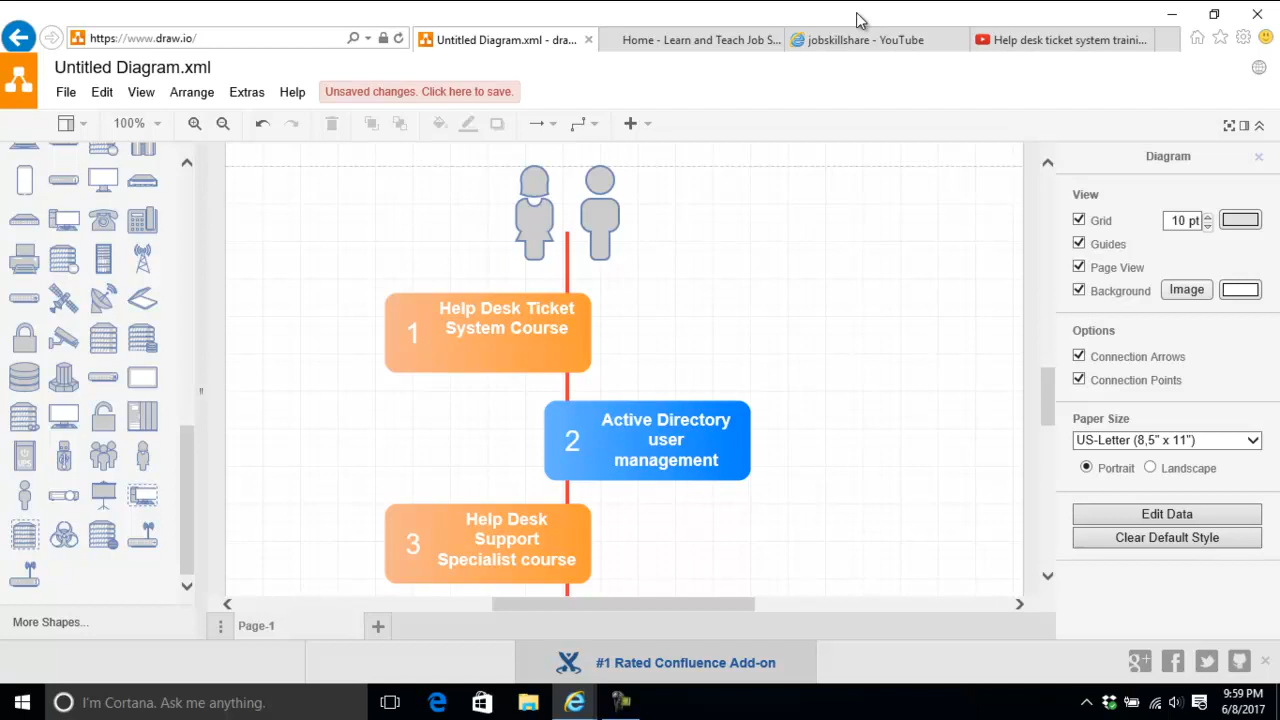 https://www.draw.io/
Untitled Diagram.xml - dra...
Home - Learn and Teach Job S...
jobskillshare - YouTube
Help desk ticket system traini...
Untitled Diagram.xml
File Edit View Arrange Extras Help
Unsaved changes. Click here to save.
100%
Diagram
View
Grid
10 pt
Guides
Page View
Background
Image
Options
Connection Arrows
Connection Points
Paper Size
US-Letter (8,5" x 11")
Portrait
Landscape
Edit Data
Clear Default Style
1
Help Desk Ticket
System Course
2
Active Directory
user
management
3
Help Desk
Support
Specialist course
More Shapes...
Page-1
#1 Rated Confluence Add-on
I'm Cortana. Ask me anything.
9:59 PM
6/8/2017